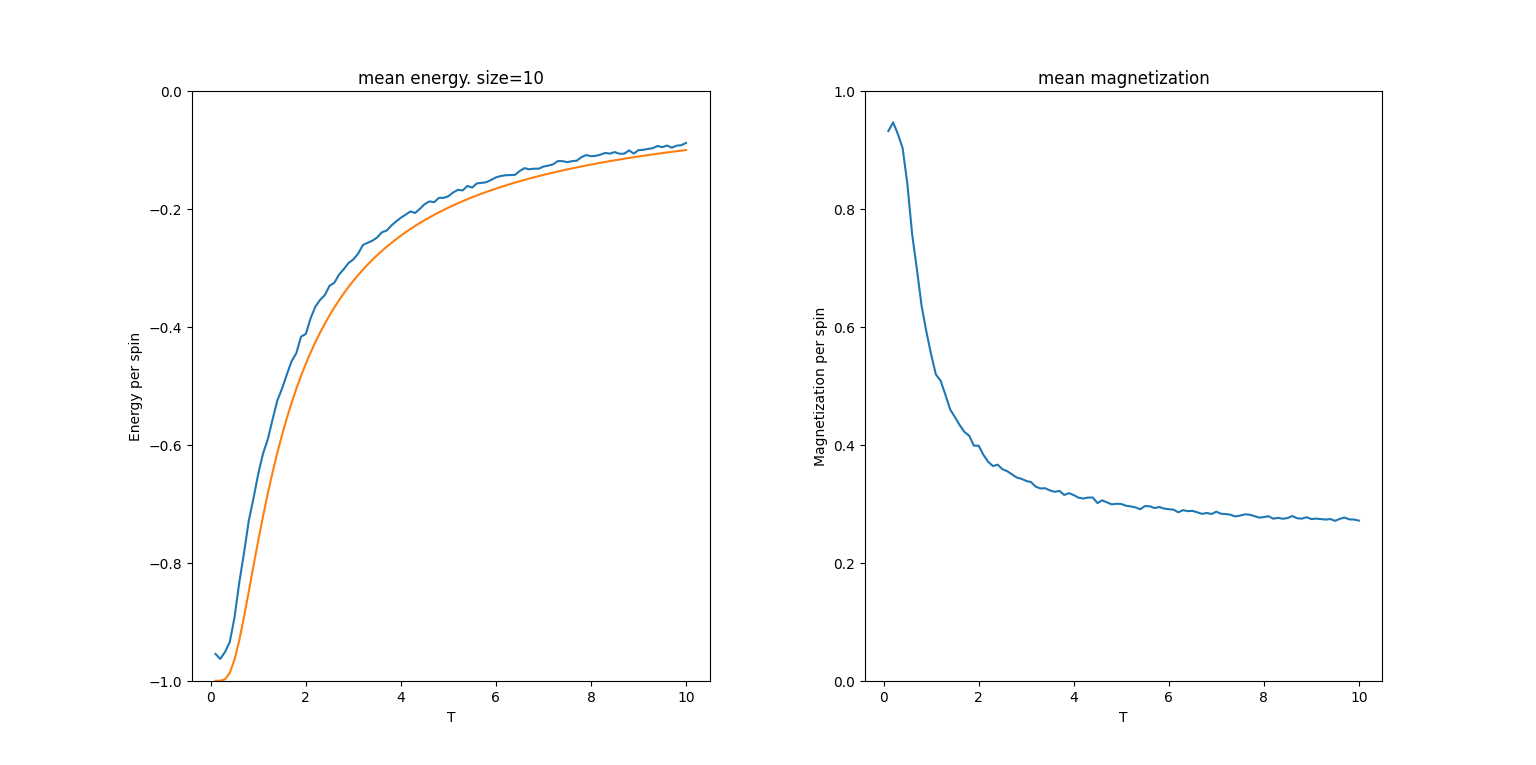 mean energy. size=10
0.0
−0.2
−0.4
−0.6
−0.8
−1.0
Energy per spin
0 2 4 6 8 10
T
mean magnetization
1.0
0.8
0.6
0.4
0.2
0.0
Magnetization per spin
0 2 4 6 8 10
T